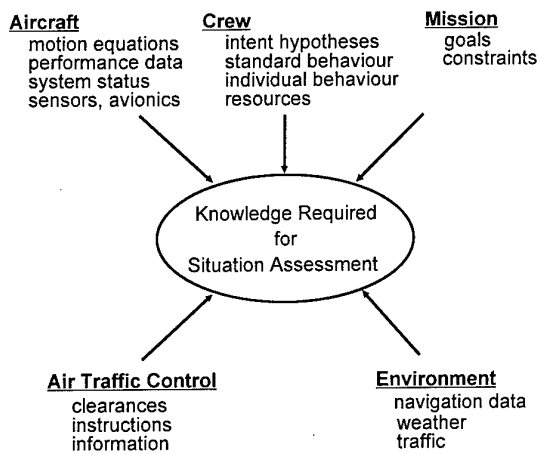 Aircraft
motion equations
performance data
system status
sensors, avionics
Crew
intent hypotheses
standard behaviour
individual behaviour
resources
Mission
goals
constraints
Knowledge Required
for
Situation Assessment
Air Traffic Control
clearances
instructions
information
Environment
navigation data
weather
traffic